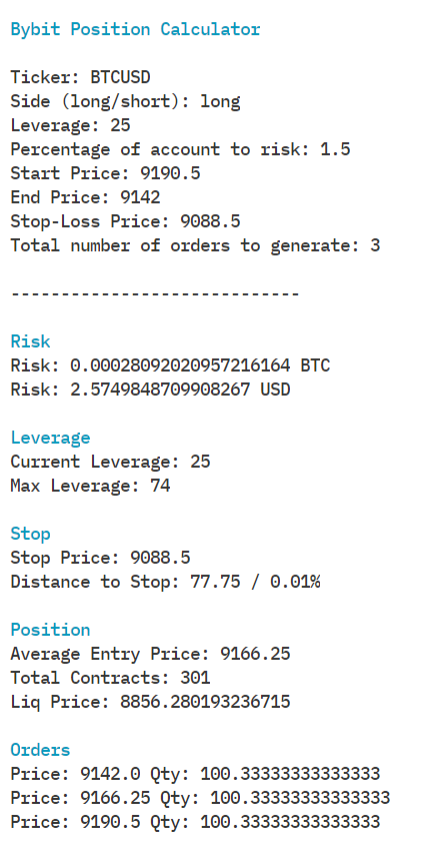 Bybit Position Calculator
Ticker: BTCUSD
Side (long/short): long
Leverage: 25
Percentage of account to risk: 1.5
Start Price: 9190.5
End Price: 9142
Stop-Loss Price: 9088.5
Total number of orders to generate: 3
-----------------------------
Risk
Risk: 0.00028092020957216164 BTC
Risk: 2.5749848709908267 USD
Leverage
Current Leverage: 25
Max Leverage: 74
Stop
Stop Price: 9088.5
Distance to Stop: 77.75 / 0.01%
Position
Average Entry Price: 9166.25
Total Contracts: 301
Liq Price: 8856.280193236715
Orders
Price: 9142.0 Qty: 100.33333333333333
Price: 9166.25 Qty: 100.33333333333333
Price: 9190.5 Qty: 100.33333333333333